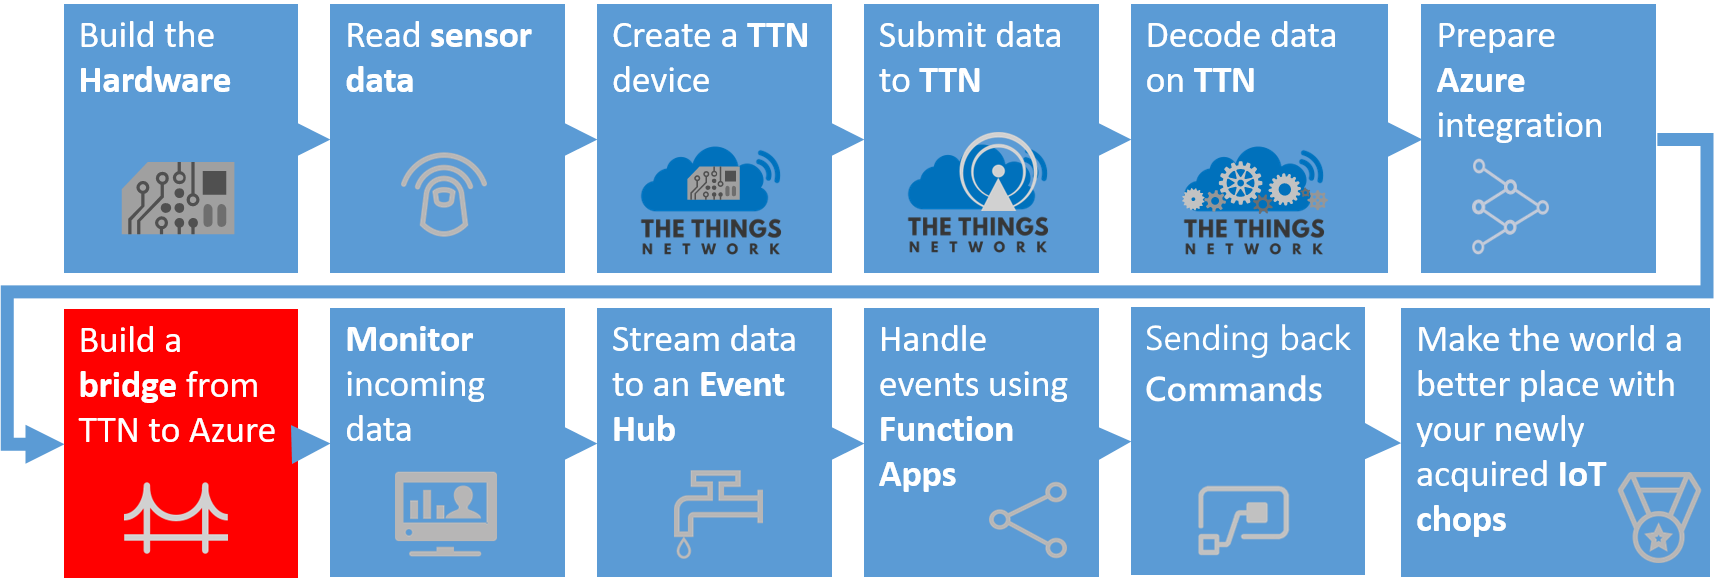 Build the
Hardware
Read sensor
data
Create a TTN
device
THE THINGS
NETWORK
Submit data
to TTN
THE THINGS
NETWORK
Decode data
on TTN
THE THINGS
NETWORK
Prepare
Azure
integration
Build a
bridge from
TTN to Azure
Monitor
incoming
data
Stream data
to an Event
Hub
Handle
events using
Function
Apps
Sending back
Commands
Make the world a
better place with
your newly
acquired IoT
chops